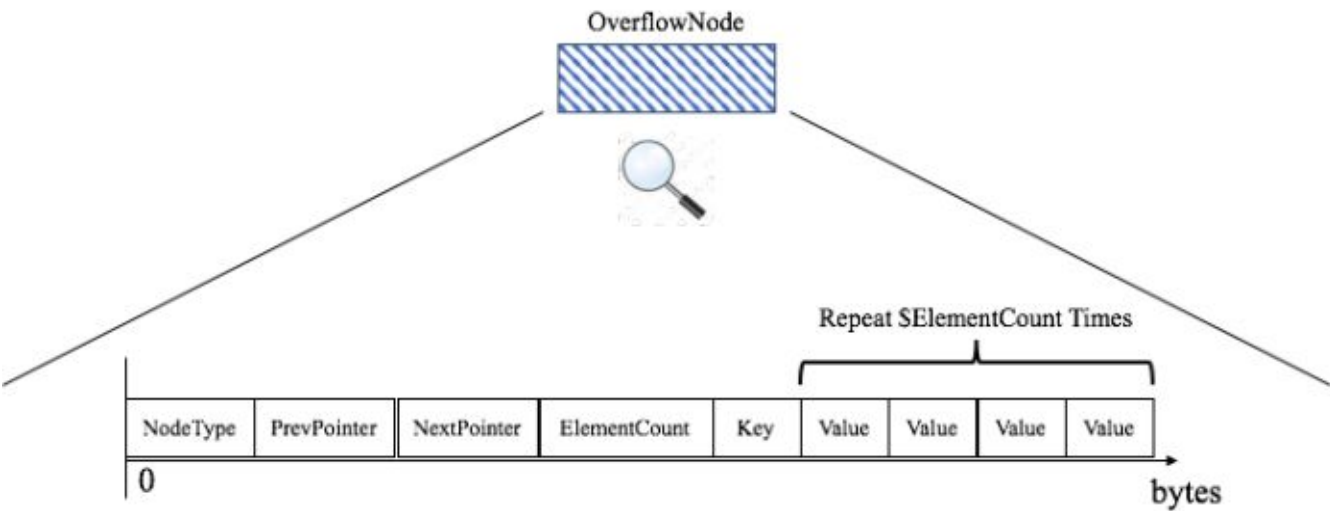 OverflowNode
Repeat $ElementCount Times
NodeType PrevPointer NextPointer ElementCount Key Value Value Value Value
0
bytes